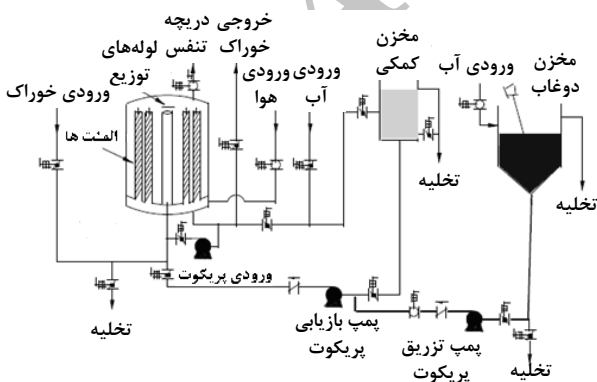 ورودی خوراک
المنت ها
لوله‌های
توزیع
دریچه
تنفس
خروجی
خوراک
ورودی
هوا
ورودی
آب
مخزن
کمکی
ورودی آب
مخزن
دوغاب
تخلیه
تخلیه
ورودی پریکوت
تخلیه
پمپ بازیابی
پریکوت
پمپ تزریق
پریکوت
تخلیه